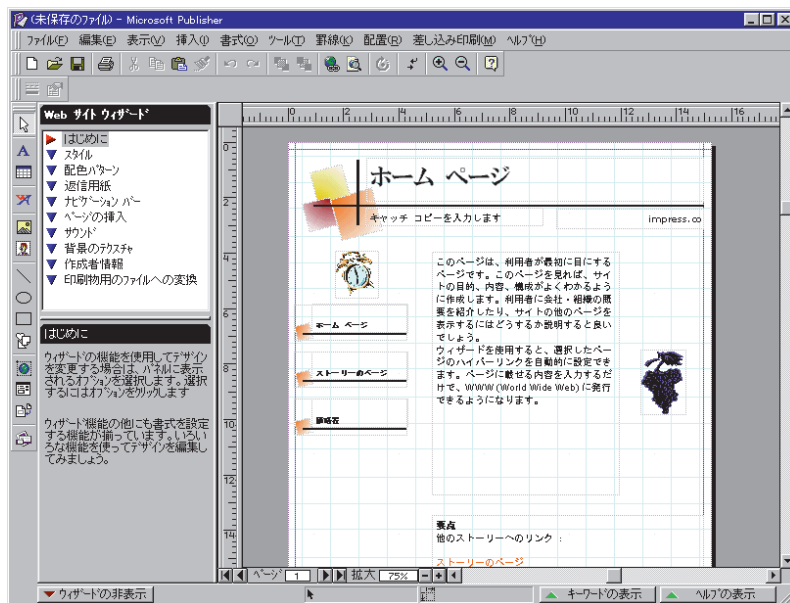 (未保存のファイル) - Microsoft Publisher
ファイル(F) 編集(E) 表示(V) 挿入(I) 書式(O) ツール(T) 罫線(K) 配置(R) 差し込み印刷(M) ヘルプ(H)
Web サイト ウィザード
はじめに
スタイル
配色パターン
返信用紙
ナビゲーション バー
ページの挿入
サウンド
背景のテクスチャ
作成者情報
印刷物用のファイルへの変換
はじめに
ウィザードの機能を使用してデザイン
を変更する場合は、パネルに表示
されるオプションを選択します。選択
するにはオプションをクリックします
ウィザード機能の他にも書式を設定
する機能が揃っています。いろい
ろな機能を使ってデザインを編集し
てみましょう。
0 2 4 6 8 10 12 14 16
0
2
4
6
8
10
12
14
ホーム ページ
キャッチ コピーを入力します
impress.co
ホーム ページ
ストーリーのページ
価格表
このページは、利用者が最初に目にする
ページです。このページを見れば、サイ
トの目的、内容、構成がよくわかるよう
に作成します。利用者に会社・組織の概
要を紹介したり、サイトの他のページを
表示するにはどうするか説明すると良い
でしょう。
ウィザードを使用すると、選択したペー
ジのハイパーリンクを自動的に設定でき
ます。ページに載せる内容を入力するだ
けで、WWW (World Wide Web) に発行
できるようになります。
要点
他のストーリーへのリンク :
ストーリーのページ
ページ 1 拡大 75%
ウィザードの非表示
キーワードの表示
ヘルプの表示